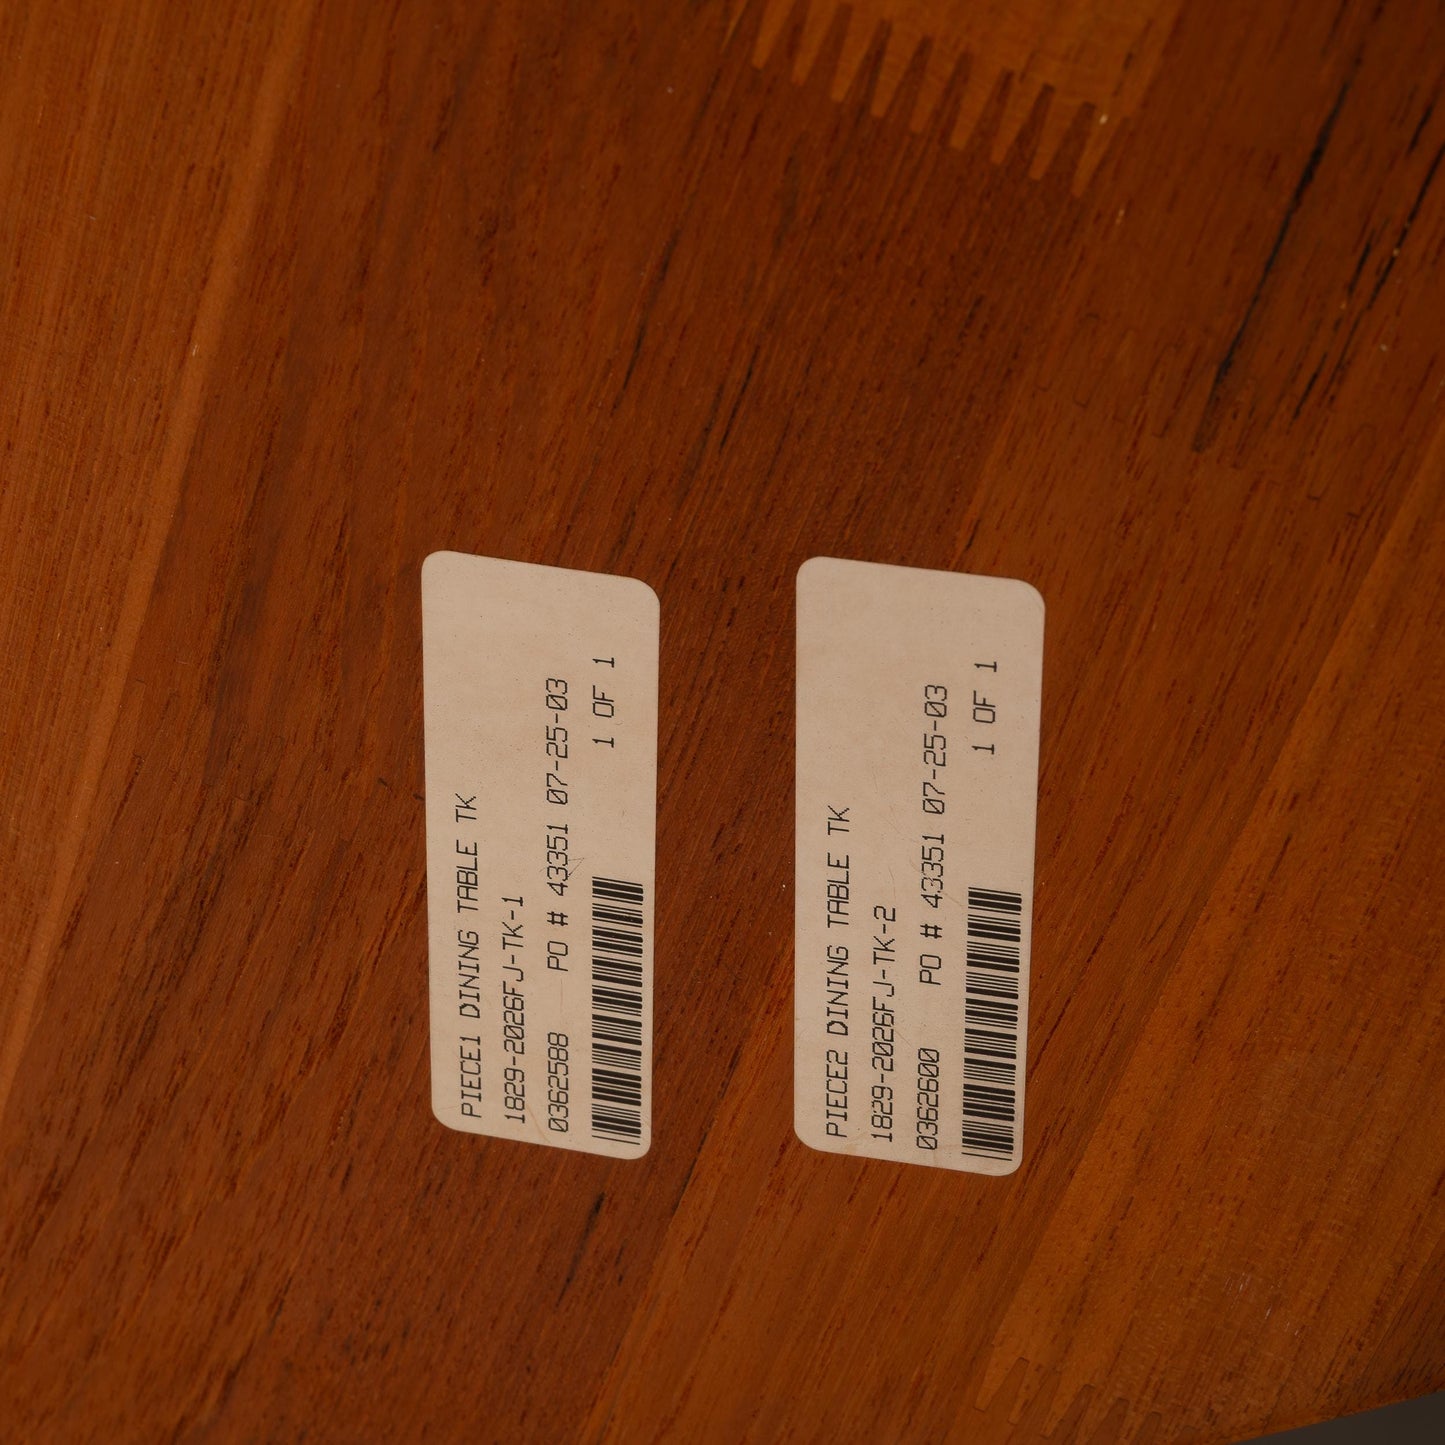 PIECE1 DINING TABLE TK
1829-2026FJ-TK-1
0362588 PO # 43351 07-25-03
1 OF 1
PIECE2 DINING TABLE TK
1829-2026FJ-TK-2
0362600 PO # 43351 07-25-03
1 OF 1